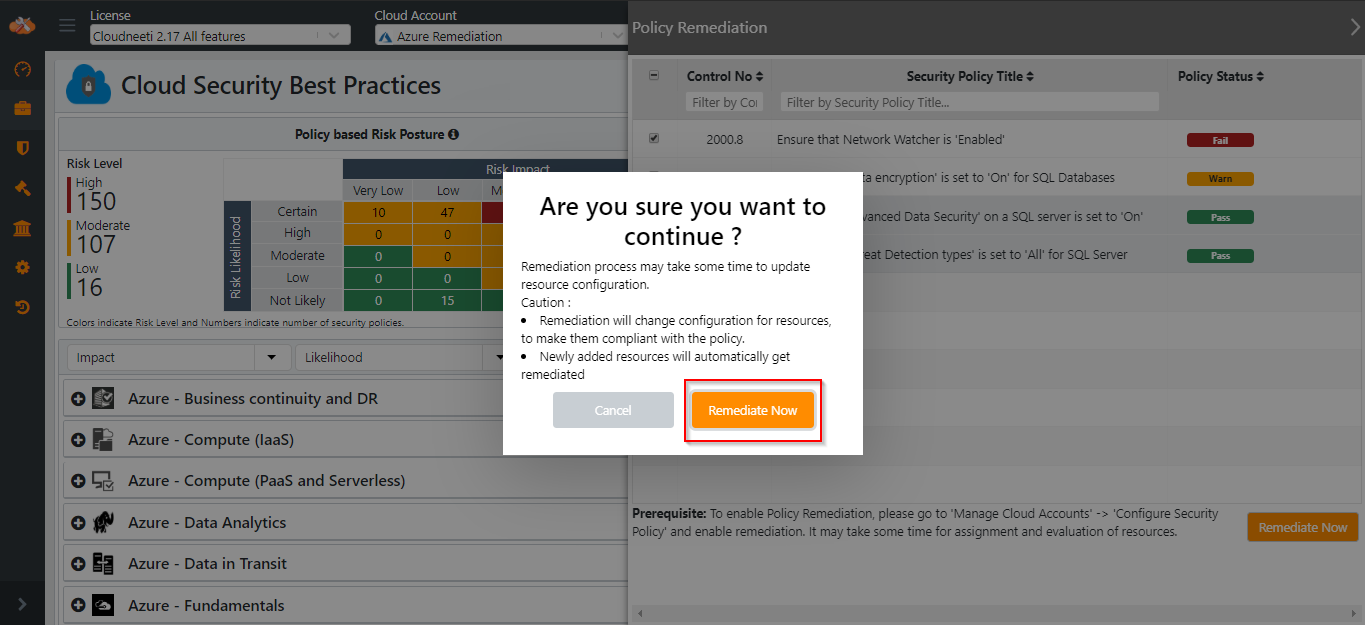 License
Cloudneeti 2.17 All features
Cloud Account
Azure Remediation
Policy Remediation
Cloud Security Best Practices
Policy based Risk Posture
Risk Level
High
150
Moderate
107
Low
16
Risk Impact
Very Low Low M
Risk Likelihood
Certain 10 47
High 0 0
Moderate 0 0
Low 0 0
Not Likely 0 15
Colors indicate Risk Level and Numbers indicate number of security policies.
Impact
Likelihood
Azure - Business continuity and DR
Azure - Compute (IaaS)
Azure - Compute (PaaS and Serverless)
Azure - Data Analytics
Azure - Data in Transit
Azure - Fundamentals
Control No Security Policy Title Policy Status
Filter by Co Filter by Security Policy Title...
2000.8 Ensure that Network Watcher is 'Enabled' Fail
ta encryption' is set to 'On' for SQL Databases Warn
vanced Data Security' on a SQL server is set to 'On' Pass
reat Detection types' is set to 'All' for SQL Server Pass
Are you sure you want to
continue ?
Remediation process may take some time to update
resource configuration.
Caution :
• Remediation will change configuration for resources,
to make them compliant with the policy.
• Newly added resources will automatically get
remediated
Cancel
Remediate Now
Prerequisite: To enable Policy Remediation, please go to 'Manage Cloud Accounts' -> 'Configure Security
Policy' and enable remediation. It may take some time for assignment and evaluation of resources.
Remediate Now